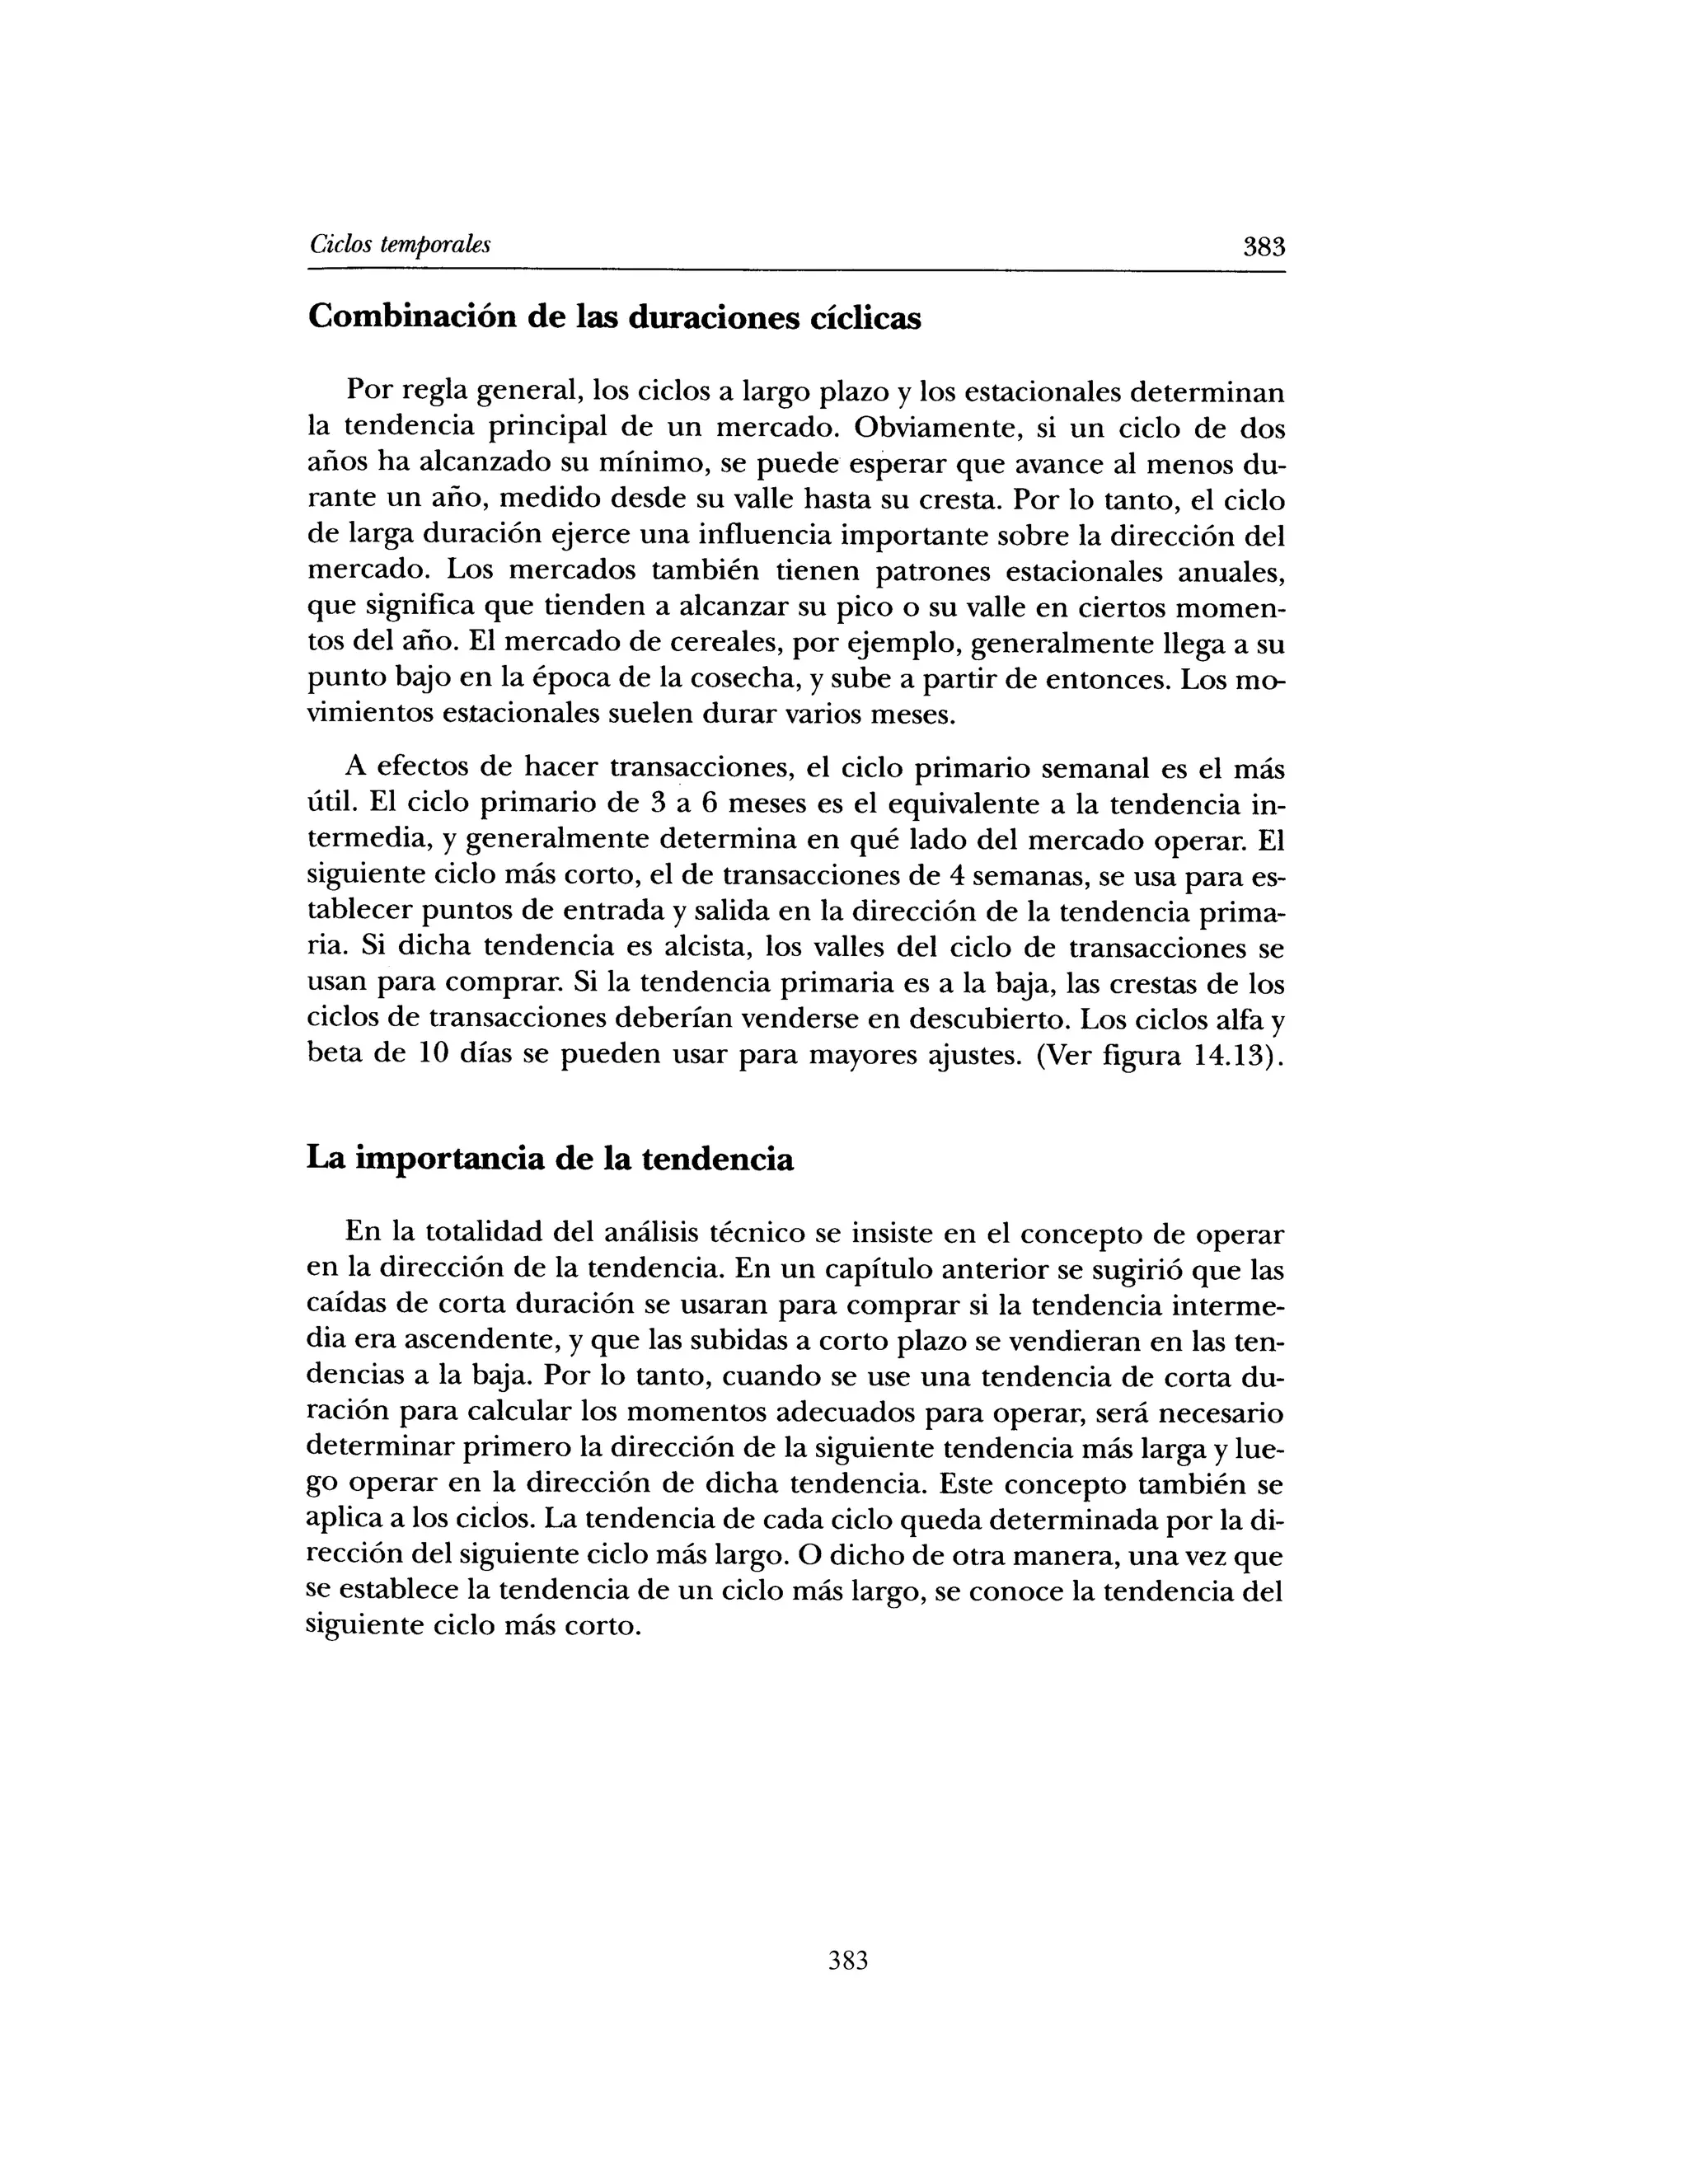 Ciclos temporales 383
Combinación de las duraciones cíclicas
Por regla general, los ciclos a largo plazo y los estacionales determinan
la tendencia principal de un mercado. Obviamente, si un ciclo de dos
años ha alcanzado su mínimo, se puede esperar que avance al menos du-
rante un año, medido desde su valle hasta su cresta. Por lo tanto, el ciclo
de larga duración ejerce una influencia importante sobre la dirección del
mercado. Los mercados también tienen patrones estacionales anuales,
que significa que tienden a alcanzar su pico o su valle en ciertos momen-
tos del año. El mercado de cereales, por ejemplo, generalmente llega a su
punto bajo en la época de la cosecha, y sube a partir de entonces. Los mo-
vimientos estacionales suelen durar varios meses.
A efectos de hacer transacciones, el ciclo primario semanal es el más
útil. El ciclo primario de 3 a 6 meses es el equivalente a la tendencia in-
termedia, y generalmente determina en qué lado del mercado operar. El
siguiente ciclo más corto, el de transacciones de 4 semanas, se usa para es-
tablecer puntos de entrada y salida en la dirección de la tendencia prima-
ria. Si dicha tendencia es alcista, los valles del ciclo de transacciones se
usan para comprar. Si la tendencia primaria es a la baja, las crestas de los
ciclos de transacciones deberían venderse en descubierto. Los ciclos alfa y
beta de 10 días se pueden usar para mayores ajustes. (Ver figura 14.13).
La importancia de la tendencia
En la totalidad del análisis técnico se insiste en el concepto de operar
en la dirección de la tendencia. En un capítulo anterior se sugirió que las
caídas de corta duración se usaran para comprar si la tendencia interme-
dia era ascendente, y que las subidas a corto plazo se vendieran en las ten-
dencias a la baja. Por lo tanto, cuando se use una tendencia de corta du-
ración para calcular los momentos adecuados para operar, será necesario
determinar primero la dirección de la siguiente tendencia más larga y lue-
go operar en la dirección de dicha tendencia. Este concepto también se
aplica a los ciclos. La tendencia de cada ciclo queda determinada por la di-
rección del siguiente ciclo más largo. O dicho de otra manera, una vez que
se establece la tendencia de un ciclo más largo, se conoce la tendencia del
siguiente ciclo más corto.
383